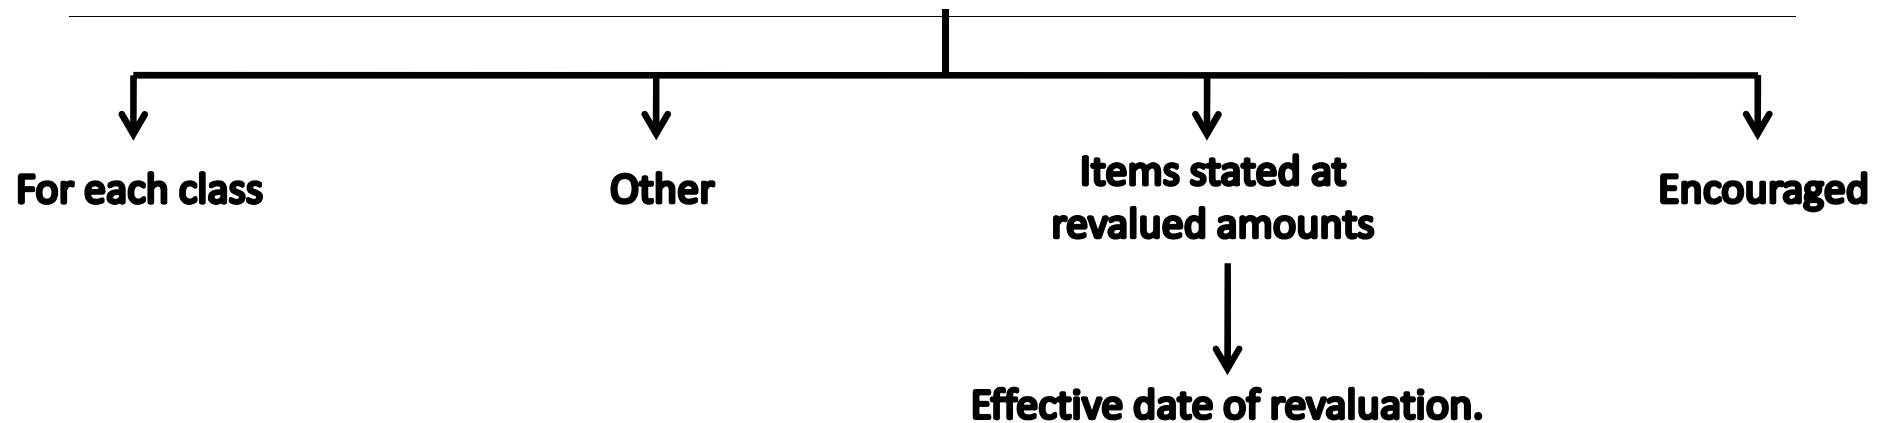 For each class
Other
Items stated at
revalued amounts
Encouraged
Effective date of revaluation.